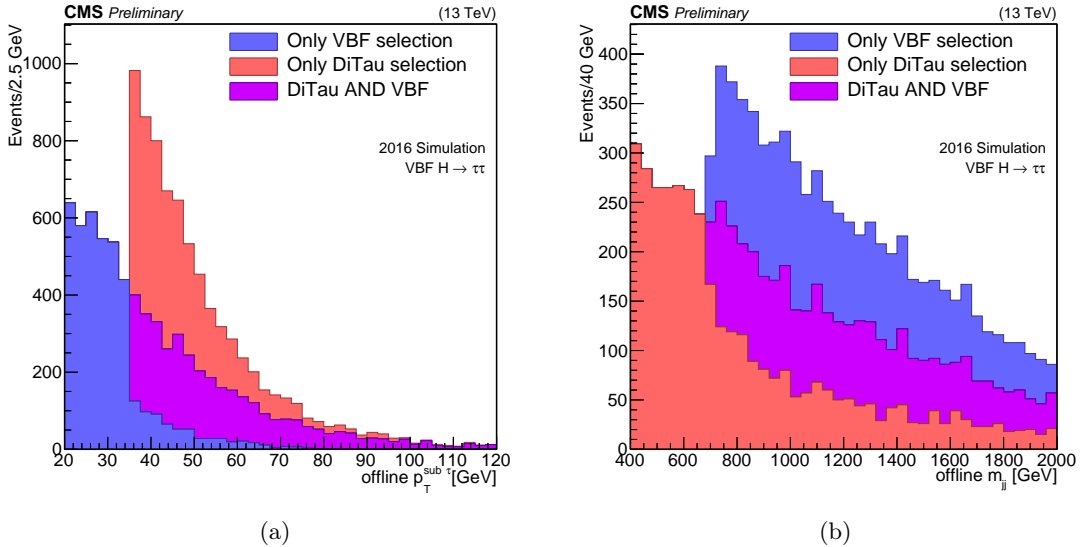 CMS Preliminary (13 TeV)
Events/2.5 GeV
1000
800
600
400
200
0
Only VBF selection
Only DiTau selection
DiTau AND VBF
2016 Simulation
VBF H → ττ
20 30 40 50 60 70 80 90 100 110 120
offline p_T^{sub τ}[GeV]
(a)
CMS Preliminary (13 TeV)
Events/40 GeV
400
350
300
250
200
150
100
50
0
Only VBF selection
Only DiTau selection
DiTau AND VBF
2016 Simulation
VBF H → ττ
400 600 800 1000 1200 1400 1600 1800 2000
offline m_{jj} [GeV]
(b)